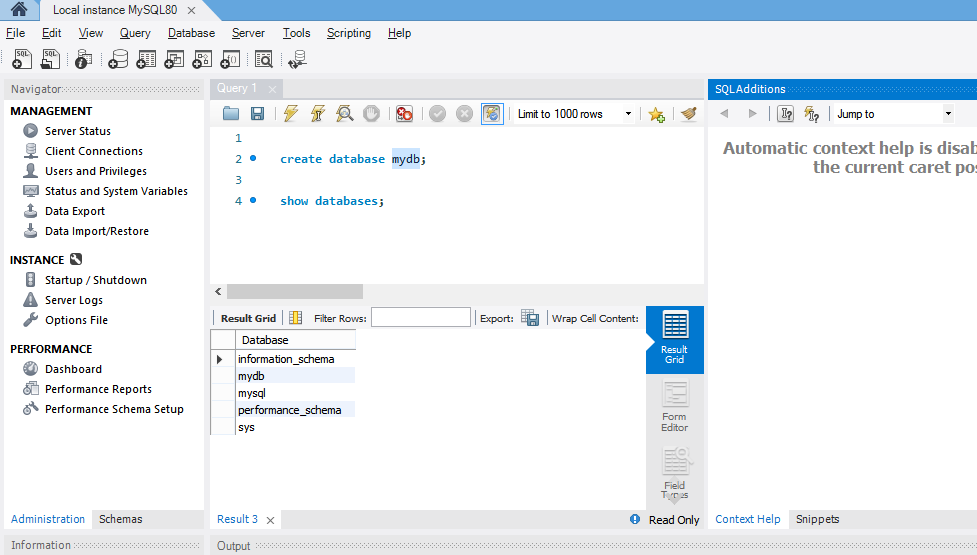 Local instance MySQL80
File Edit View Query Database Server Tools Scripting Help
Navigator
MANAGEMENT
Server Status
Client Connections
Users and Privileges
Status and System Variables
Data Export
Data Import/Restore
INSTANCE
Startup / Shutdown
Server Logs
Options File
PERFORMANCE
Dashboard
Performance Reports
Performance Schema Setup
Administration Schemas
Information
Query 1
Limit to 1000 rows
1
2 create database mydb;
3
4 show databases;
Result Grid Filter Rows: Export: Wrap Cell Content:
Database
information_schema
mydb
mysql
performance_schema
sys
Result
Grid
Form
Editor
Field
Types
Result 3 Read Only
Output
SQLAdditions
Jump to
Automatic context help is disab
the current caret pos
Context Help Snippets